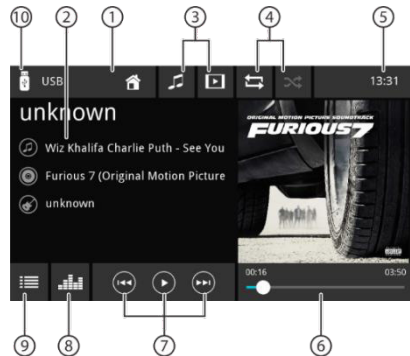 ⑩ ② ① ③ ④ ⑤
USB 13:31
unknown
Wiz Khalifa Charlie Puth - See You
Furious 7 (Original Motion Picture
unknown
ORIGINAL MOTION PICTURE SOUNDTRACK
FURIOUS7
00:16 03:50
⑨ ⑧ ⑦ ⑥